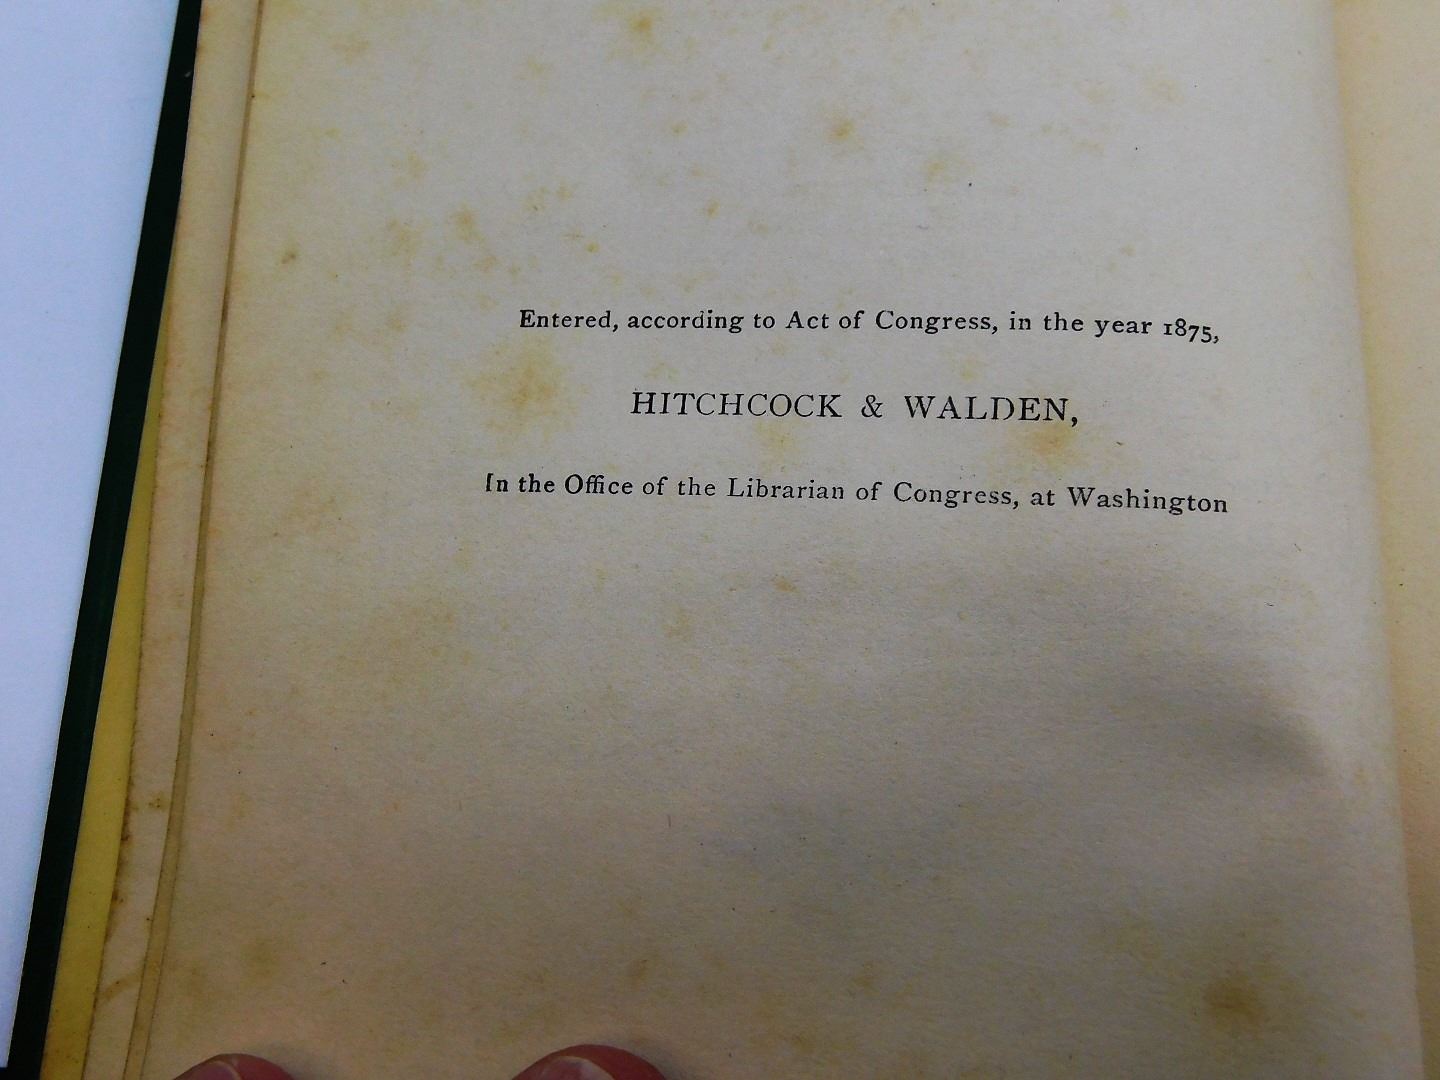 Entered, according to Act of Congress, in the year 1875,
HITCHCOCK & WALDEN,
In the Office of the Librarian of Congress, at Washington